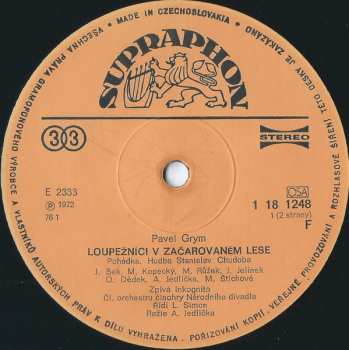 • MADE IN CZECHOSLOVAKIA •
VŠECHNA PRÁVA GRAMOFONOVÉHO VÝROBCE A VLASTNÍKŮ AUTORSKÝCH PRÁV K DÍLU VYHRAŽENA. POŘIZOVÁNÍ KOPIÍ, VEŘEJNÉ PROVOZOVÁNÍ A ROZHLASOVÉ ŠÍŘENÍ TÉTO DESKY JE ZAKÁZÁNO
SUPRAPHON
33
STEREO
E 2333
℗ 1972
76 1
OSA
1 18 1248
1 (2 strany)
F
Pavel Grym
LOUPEŽNÍCI V ZAČAROVANÉM LESE
Pohádka. Hudba Stanislav Chudoba
J. Bek, M. Kopecký, M. Růžek, J. Jelínek
O. Dědek, A. Jedlička, M. Štichová
Zpívá Inkognito
Čl. orchestru činohry Národního divadla
Řídí L. Simon
Režie A. Jedlička